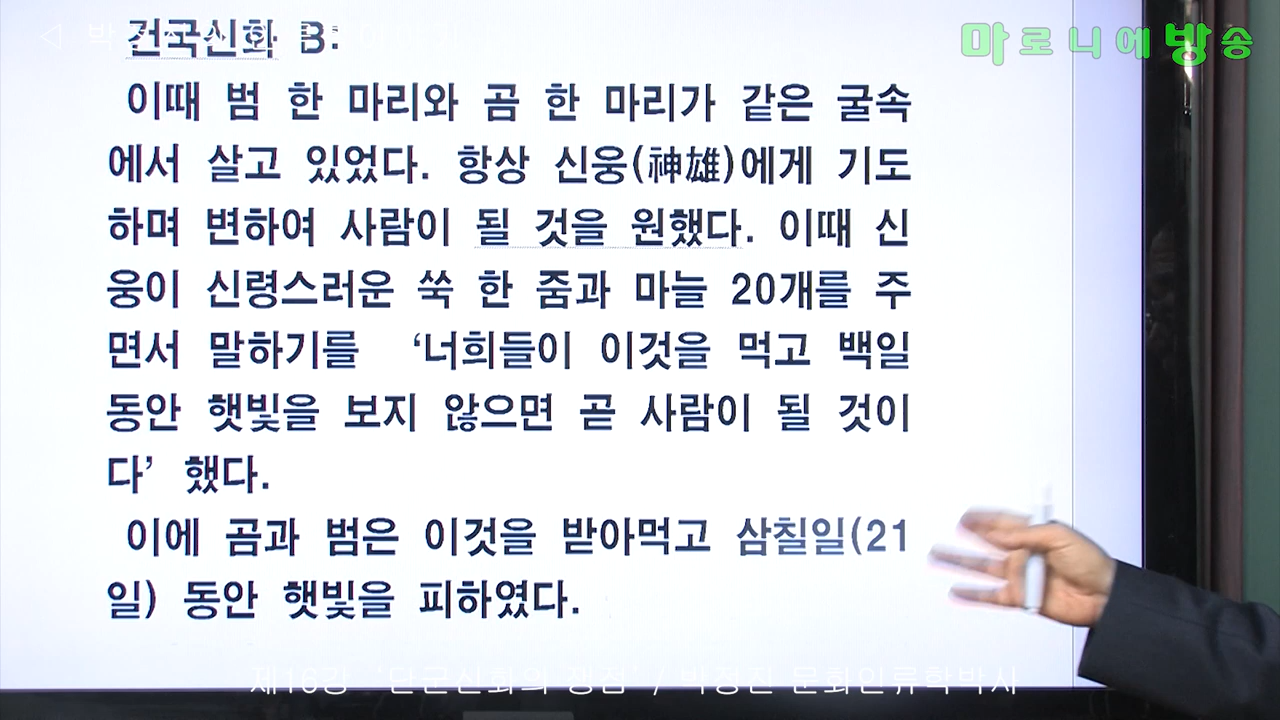 마로니에방송
건국신화 B:
이때 범 한 마리와 곰 한 마리가 같은 굴속
에서 살고 있었다. 항상 신웅(神雄)에게 기도
하며 변하여 사람이 될 것을 원했다. 이때 신
웅이 신령스러운 쑥 한 줌과 마늘 20개를 주
면서 말하기를 ‘너희들이 이것을 먹고 백일
동안 햇빛을 보지 않으면 곧 사람이 될 것이
다’ 했다.
이에 곰과 범은 이것을 받아먹고 삼칠일(21
일) 동안 햇빛을 피하였다.
제16강 ‘단군신화의 쟁점’ / 박정진 문화인류학박사